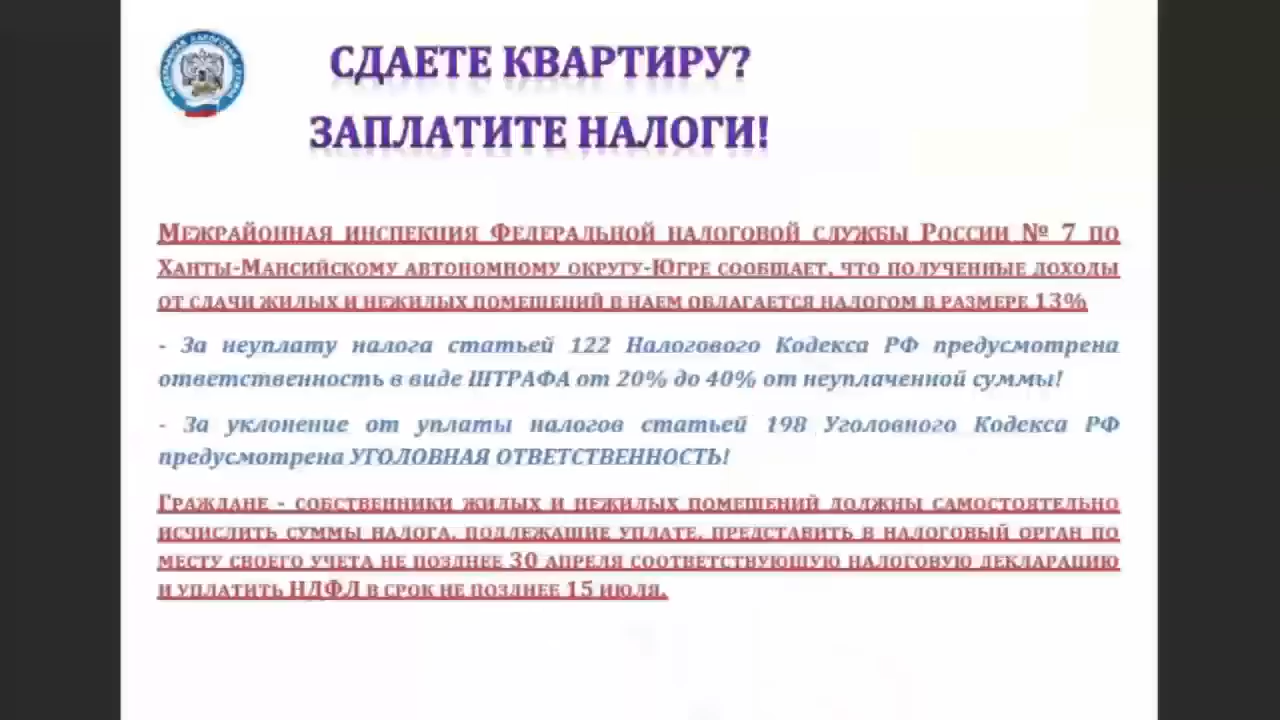 СДАЕТЕ КВАРТИРУ?
ЗАПЛАТИТЕ НАЛОГИ!
МЕЖРАЙОННАЯ ИНСПЕКЦИЯ ФЕДЕРАЛЬНОЙ НАЛОГОВОЙ СЛУЖБЫ РОССИИ № 7 ПО
ХАНТЫ-МАНСИЙСКОМУ АВТОНОМНОМУ ОКРУГУ-ЮГРЕ СООБЩАЕТ, ЧТО ПОЛУЧЕННЫЕ ДОХОДЫ
ОТ СДАЧИ ЖИЛЫХ И НЕЖИЛЫХ ПОМЕЩЕНИЙ В НАЕМ ОБЛАГАЕТСЯ НАЛОГОМ В РАЗМЕРЕ 13%
- За неуплату налога статьей 122 Налогового Кодекса РФ предусмотрена
ответственность в виде ШТРАФА от 20% до 40% от неуплаченной суммы!
- За уклонение от уплаты налогов статьей 198 Уголовного Кодекса РФ
предусмотрена УГОЛОВНАЯ ОТВЕТСТВЕННОСТЬ!
ГРАЖДАНЕ - СОБСТВЕННИКИ ЖИЛЫХ И НЕЖИЛЫХ ПОМЕЩЕНИЙ ДОЛЖНЫ САМОСТОЯТЕЛЬНО
ИСЧИСЛИТЬ СУММЫ НАЛОГА, ПОДЛЕЖАЩИЕ УПЛАТЕ, ПРЕДСТАВИТЬ В НАЛОГОВЫЙ ОРГАН ПО
МЕСТУ СВОЕГО УЧЕТА НЕ ПОЗДНЕЕ 30 АПРЕЛЯ СООТВЕТСТВУЮЩУЮ НАЛОГОВУЮ ДЕКЛАРАЦИЮ
И УПЛАТИТЬ НДФЛ В СРОК НЕ ПОЗДНЕЕ 15 ИЮЛЯ.